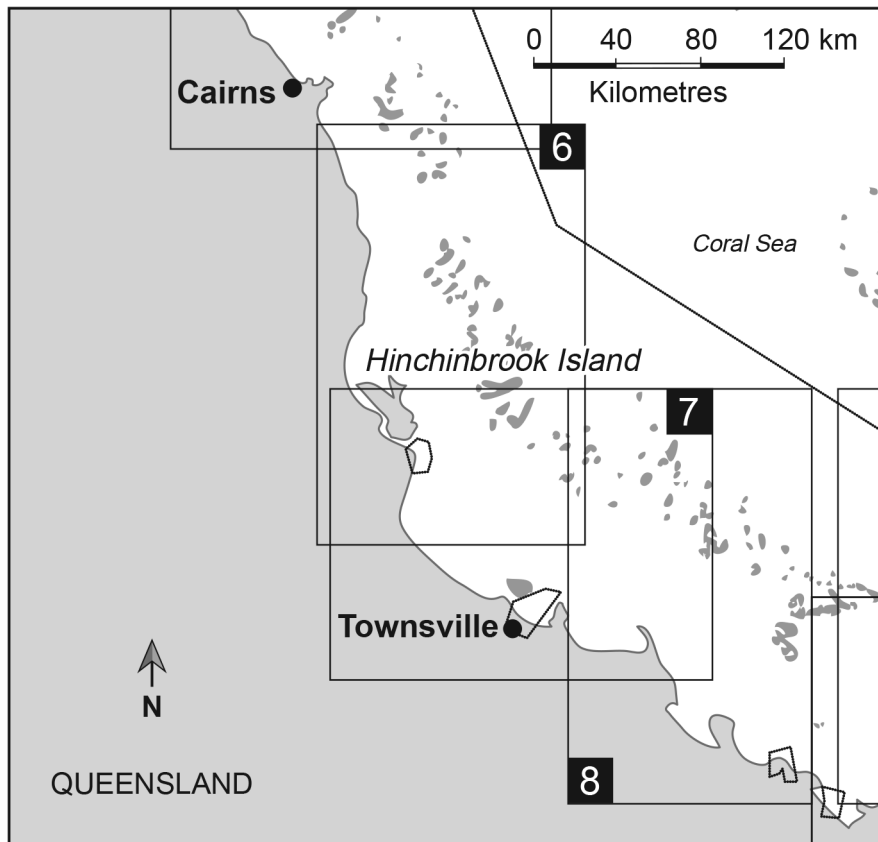 0 40 80 120 km
Kilometres
Cairns
6
Coral Sea
Hinchinbrook Island
7
Townsville
N
8
QUEENSLAND